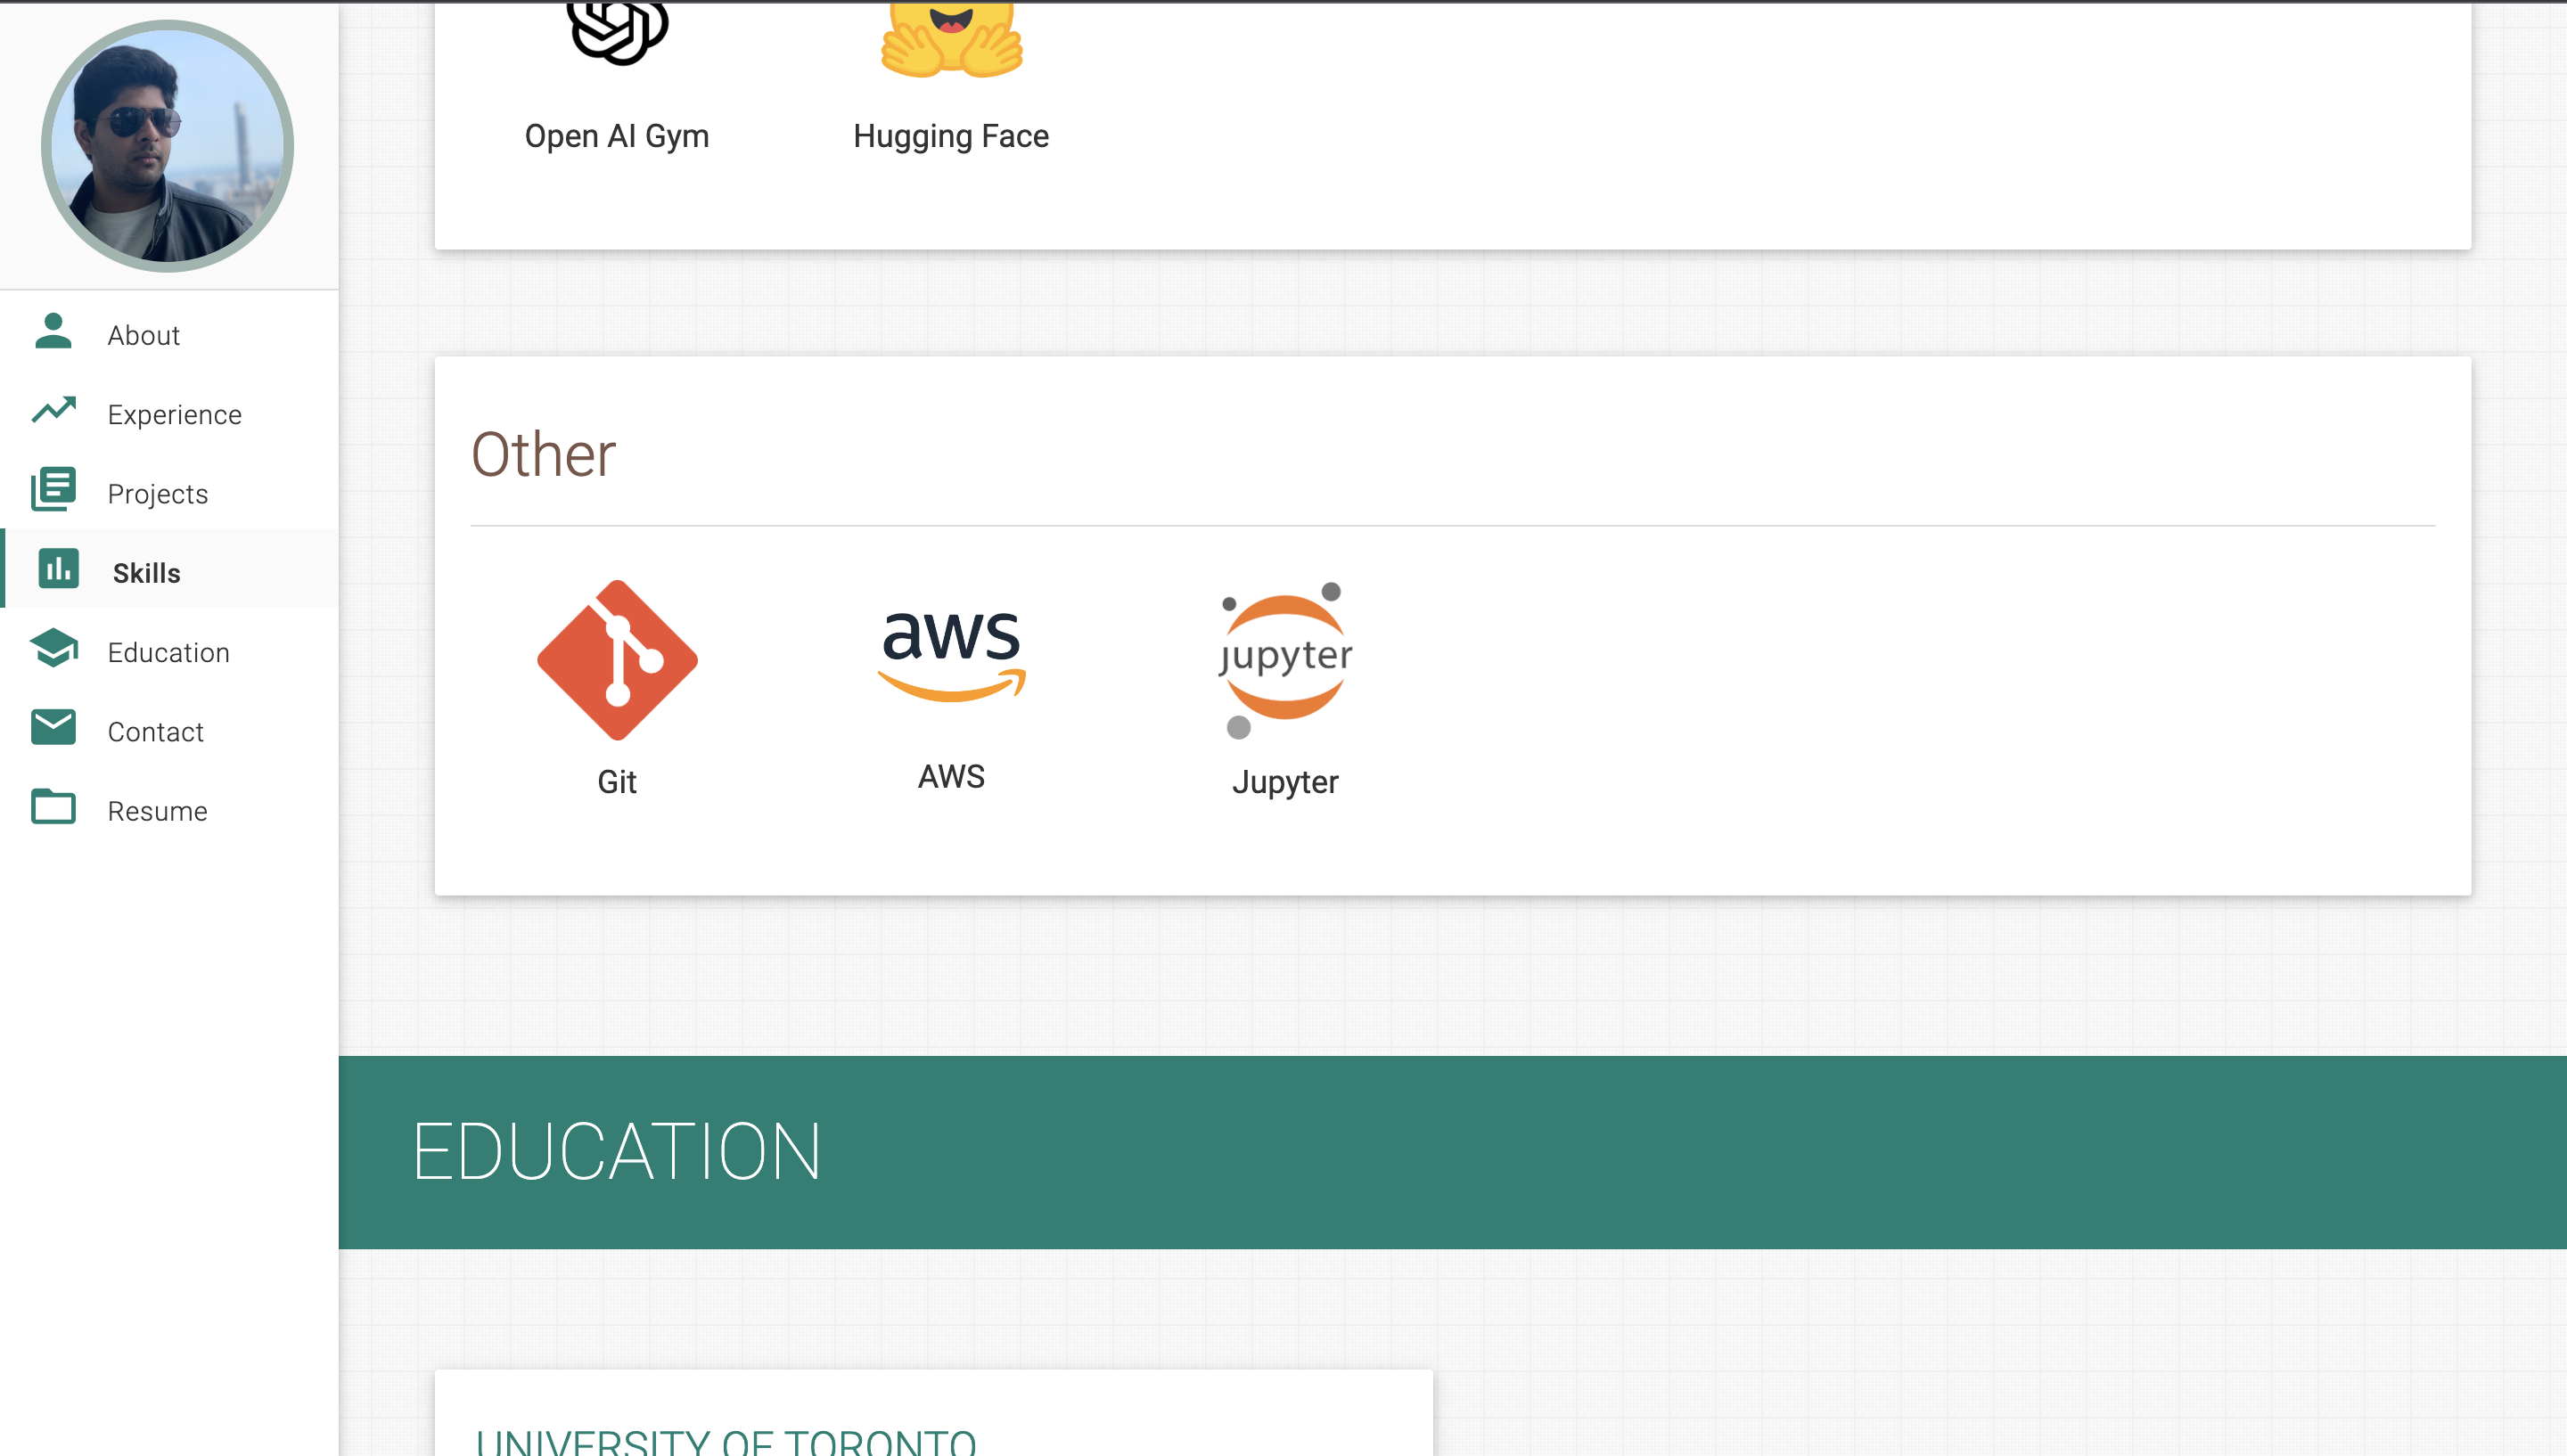 About
Experience
Projects
Skills
Education
Contact
Resume
Open AI Gym
Hugging Face
Other
aws
jupyter
Git
AWS
Jupyter
EDUCATION
UNIVERSITY OF TORONTO